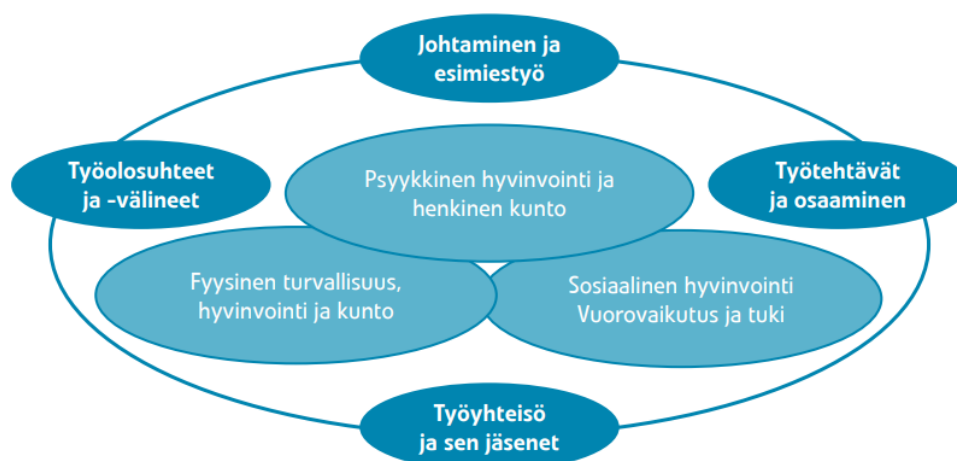 Johtaminen ja
esimiestyö
Työolosuhteet
ja -välineet
Psyykkinen hyvinvointi ja
henkinen kunto
Työtehtävät
ja osaaminen
Fyysinen turvallisuus,
hyvinvointi ja kunto
Sosiaalinen hyvinvointi
Vuorovaikutus ja tuki
Työyhteisö
ja sen jäsenet